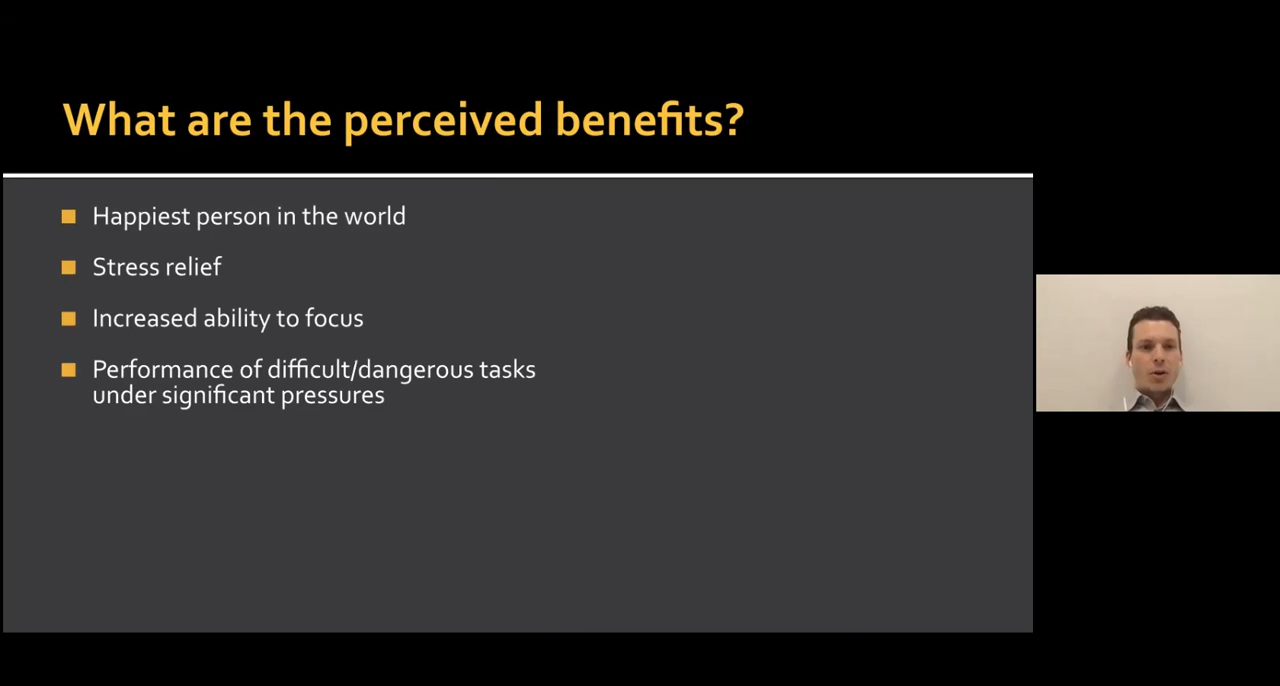 What are the perceived benefits?
Happiest person in the world
Stress relief
Increased ability to focus
Performance of difficult/dangerous tasks
under significant pressures